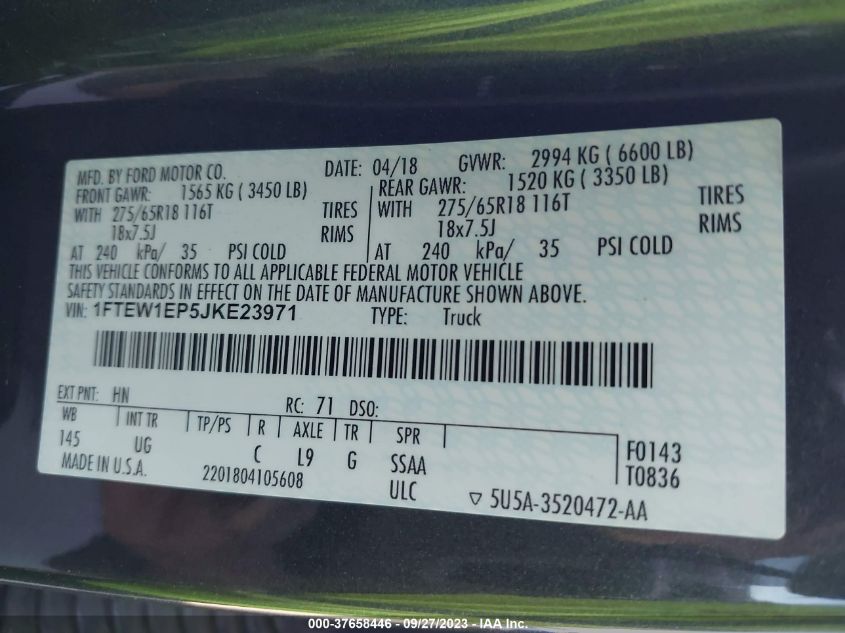 MFD. BY FORD MOTOR CO. DATE: 04/18 GVWR: 2994 KG ( 6600 LB)
FRONT GAWR: 1565 KG ( 3450 LB) REAR GAWR: 1520 KG ( 3350 LB)
WITH 275/65R18 116T TIRES WITH 275/65R18 116T TIRES
18x7.5J RIMS 18x7.5J RIMS
AT 240 kPa/ 35 PSI COLD AT 240 kPa/ 35 PSI COLD
THIS VEHICLE CONFORMS TO ALL APPLICABLE FEDERAL MOTOR VEHICLE
SAFETY STANDARDS IN EFFECT ON THE DATE OF MANUFACTURE SHOWN ABOVE.
VIN: 1FTEW1EP5JKE23971 TYPE: Truck
EXT PNT: HN RC: 71 DSO:
WB INT TR TP/PS R AXLE TR SPR
145 UG C L9 G SSAA F0143
MADE IN U.S.A. 2201804105608 ULC T0836
▽ 5U5A-3520472-AA
000-37658446 - 09/27/2023 - IAA Inc.